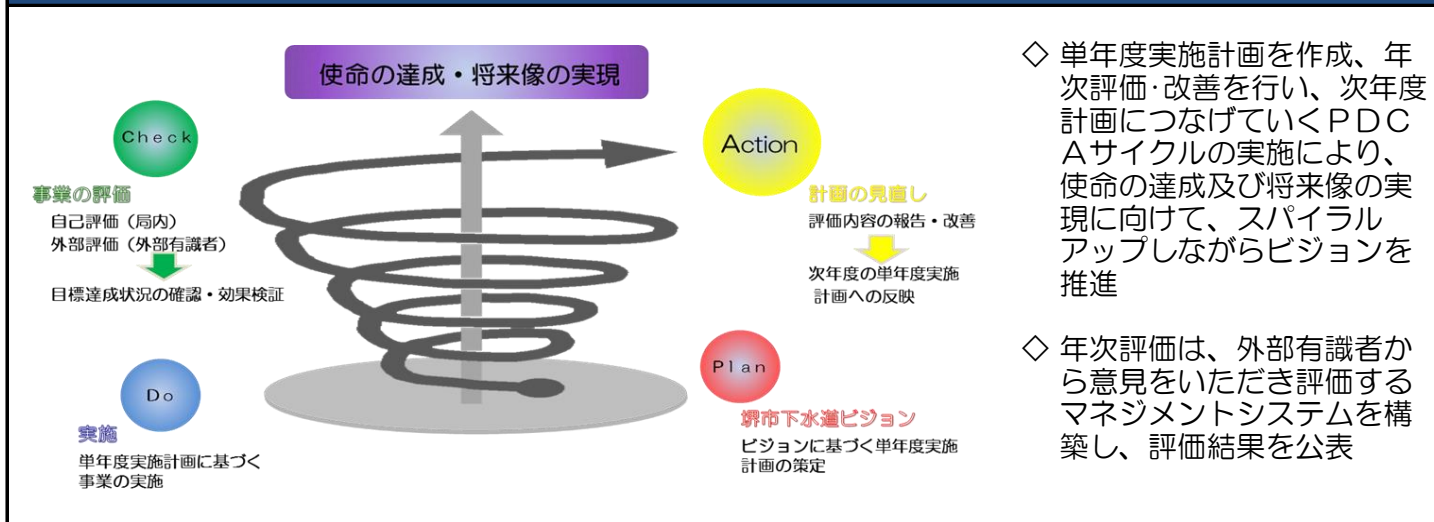 使命の達成・将来像の実現
Check
事業の評価
自己評価（局内）
外部評価（外部有識者）
目標達成状況の確認・効果検証
Action
計画の見直し
評価内容の報告・改善
次年度の単年度実施
計画への反映
Do
実施
単年度実施計画に基づく
事業の実施
Plan
堺市下水道ビジョン
ビジョンに基づく単年度実施
計画の策定
◇ 単年度実施計画を作成、年
次評価･改善を行い、次年度
計画につなげていくＰＤＣ
Ａサイクルの実施により、
使命の達成及び将来像の実
現に向けて、スパイラル
アップしながらビジョンを
推進
◇ 年次評価は、外部有識者か
ら意見をいただき評価する
マネジメントシステムを構
築し、評価結果を公表